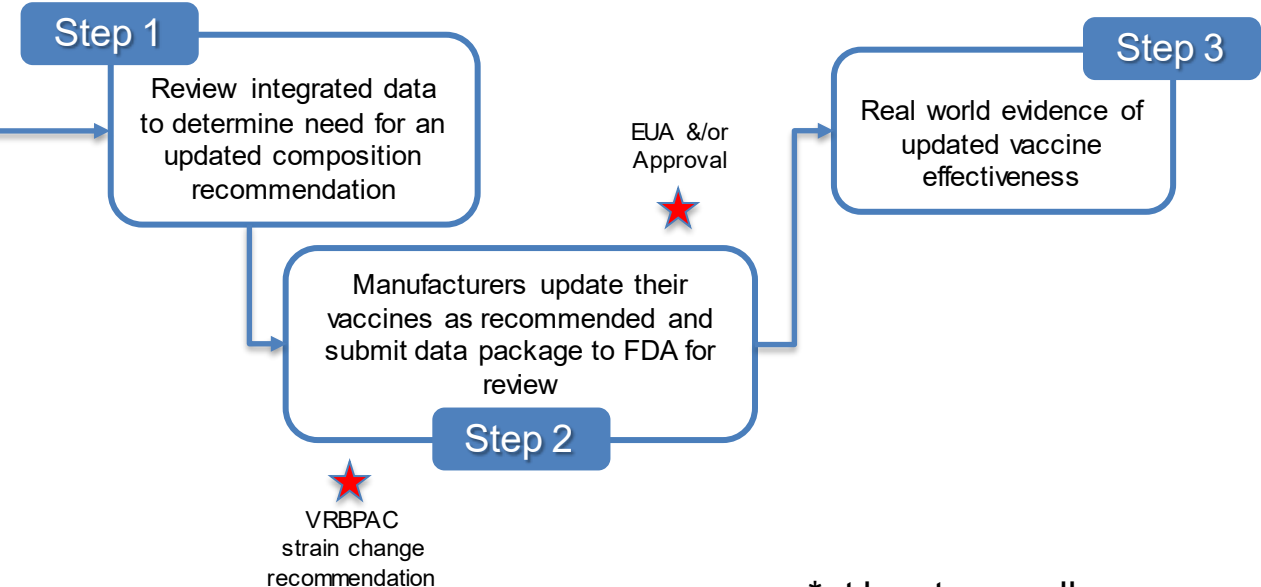 Step 1
Review integrated data
to determine need for an
updated composition
recommendation
EUA &/or
Approval
Step 3
Real world evidence of
updated vaccine
effectiveness
Manufacturers update their
vaccines as recommended and
submit data package to FDA for
review
Step 2
VRBPAC
strain change
recommendation